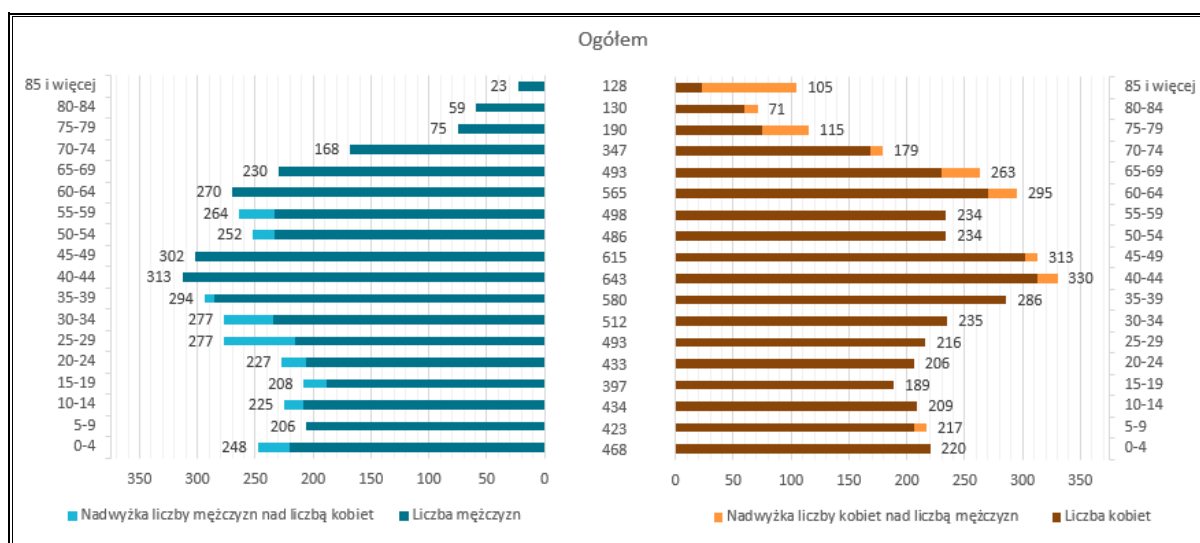 Ogółem
85 i więcej 23 128 105 85 i więcej
80-84 59 130 71 80-84
75-79 75 190 115 75-79
70-74 168 347 179 70-74
65-69 230 493 263 65-69
60-64 270 565 295 60-64
55-59 264 498 234 55-59
50-54 252 486 234 50-54
45-49 302 615 313 45-49
40-44 313 643 330 40-44
35-39 294 580 286 35-39
30-34 277 512 235 30-34
25-29 277 493 216 25-29
20-24 227 433 206 20-24
15-19 208 397 189 15-19
10-14 225 434 209 10-14
5-9 206 423 217 5-9
0-4 248 468 220 0-4
350 300 250 200 150 100 50 0 0 50 100 150 200 250 300 350
Nadwyżka liczby mężczyzn nad liczbą kobiet Liczba mężczyzn Nadwyżka liczby kobiet nad liczbą mężczyzn Liczba kobiet